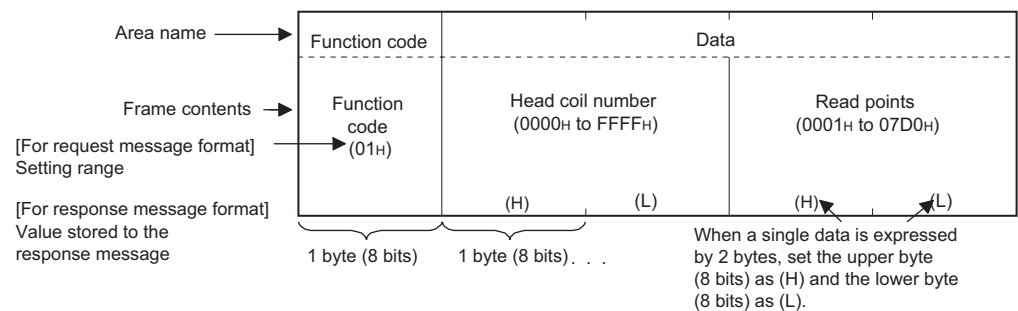 Area name
Function code
Data
Frame contents
Function
code
(01H)
Head coil number
(0000H to FFFFH)
Read points
(0001H to 07D0H)
[For request message format]
Setting range
[For response message format]
Value stored to the
response message
(H)
(L)
(H)
(L)
1 byte (8 bits)
1 byte (8 bits). . .
When a single data is expressed
by 2 bytes, set the upper byte
(8 bits) as (H) and the lower byte
(8 bits) as (L).